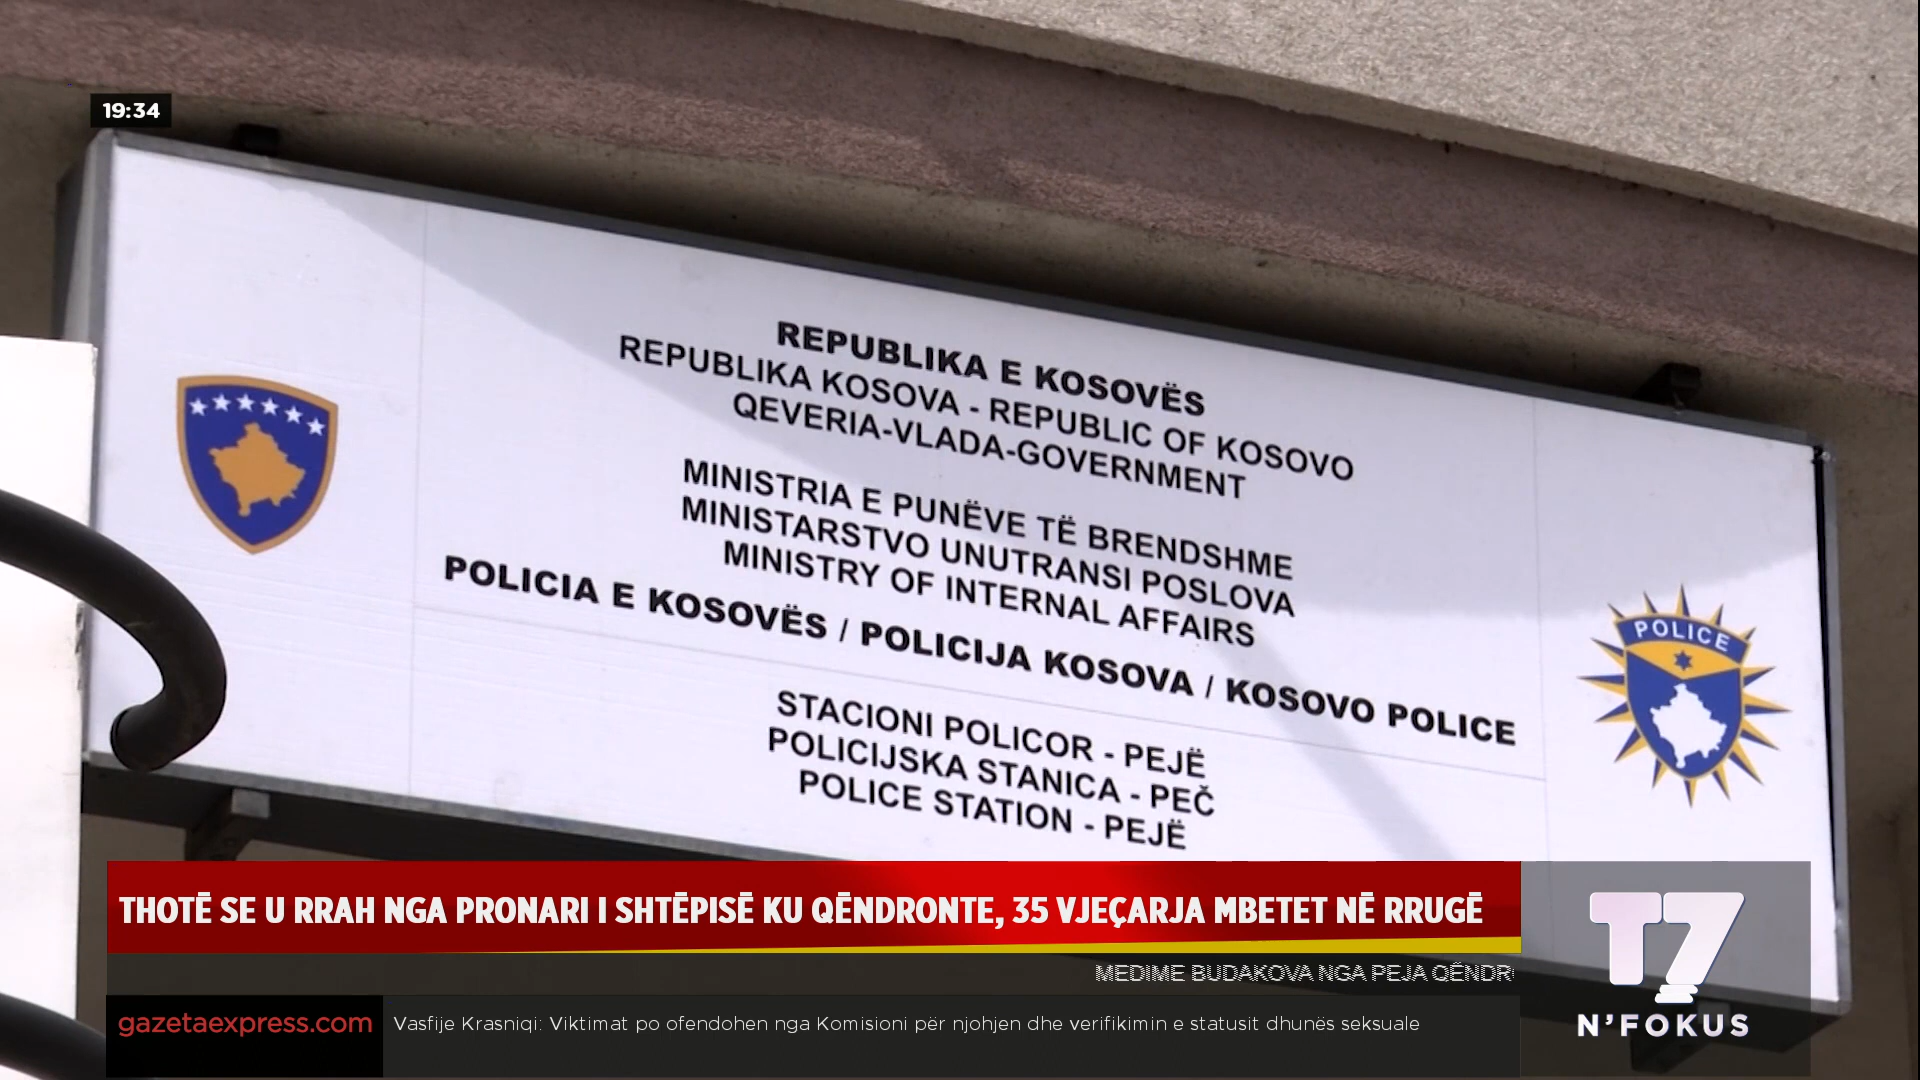 19:34
REPUBLIKA E KOSOVËS
REPUBLIKA KOSOVA - REPUBLIC OF KOSOVO
QEVERIA-VLADA-GOVERNMENT
MINISTRIA E PUNËVE TË BRENDSHME
MINISTARSTVO UNUTRANSI POSLOVA
MINISTRY OF INTERNAL AFFAIRS
POLICIA E KOSOVËS / POLICIJA KOSOVA / KOSOVO POLICE
STACIONI POLICOR - PEJË
POLICIJSKA STANICA - PEČ
POLICE STATION - PEJË
POLICE
THOTË SE U RRAH NGA PRONARI I SHTËPISË KU QËNDRONTE, 35 VJEÇARJA MBETET NË RRUGË
MEDIME BUDAKOVA NGA PEJA QËNDR
gazetaexpress.com
Vasfije Krasniqi: Viktimat po ofendohen nga Komisioni për njohjen dhe verifikimin e statusit dhunës seksuale
T7
N'FOKUS